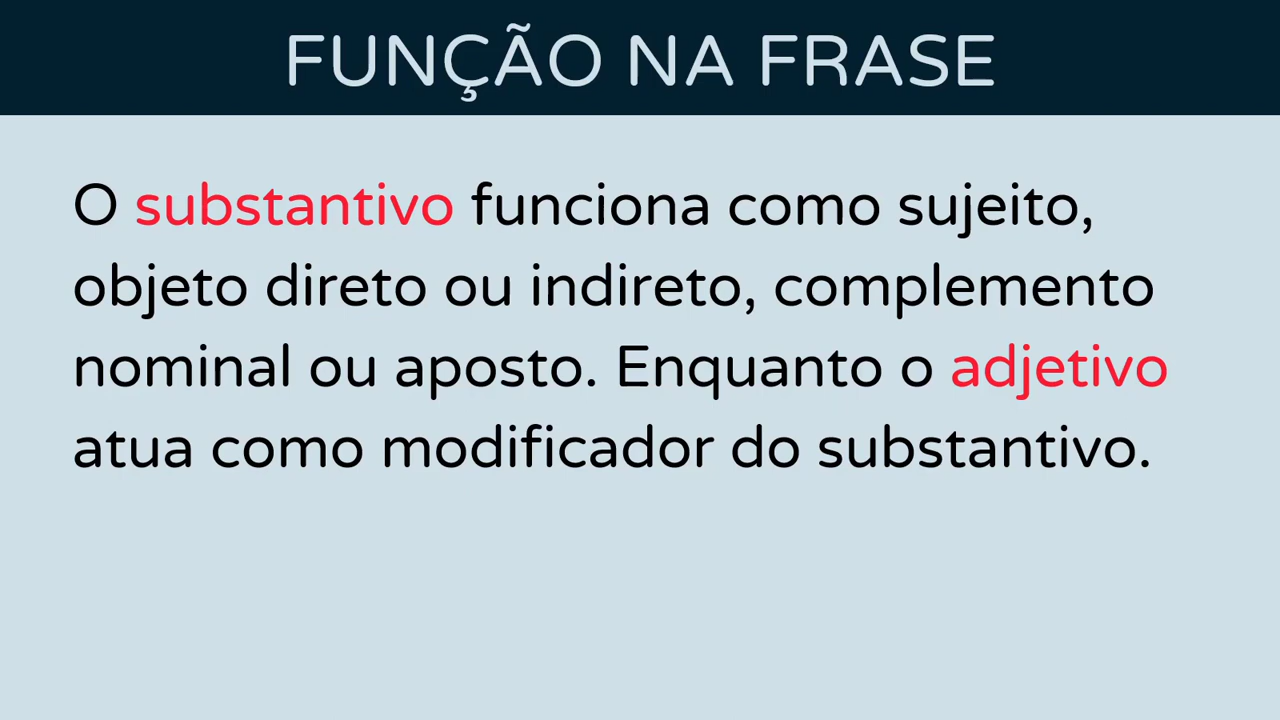 FUNÇÃO NA FRASE
O substantivo funciona como sujeito,
objeto direto ou indireto, complemento
nominal ou aposto. Enquanto o adjetivo
atua como modificador do substantivo.